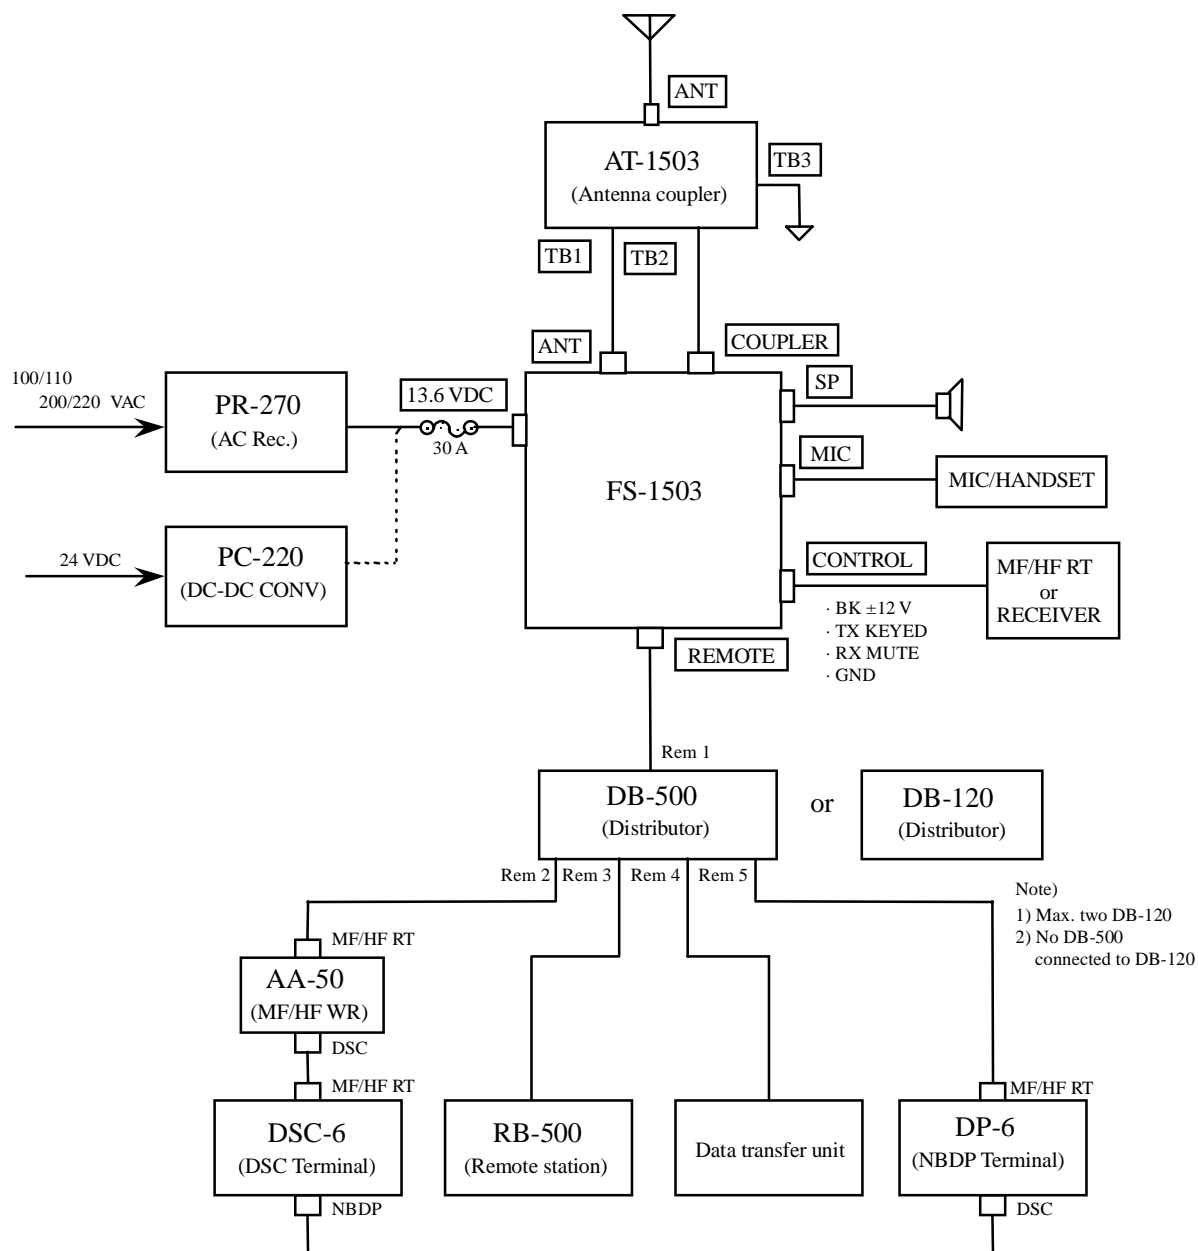 ANT
AT-1503
(Antenna coupler)
TB3
TB1
TB2
ANT
COUPLER
100/110
200/220 VAC
PR-270
(AC Rec.)
13.6 VDC
30 A
SP
MIC
MIC/HANDSET
FS-1503
24 VDC
PC-220
(DC-DC CONV)
CONTROL
MF/HF RT
or
RECEIVER
· BK ±12 V
· TX KEYED
· RX MUTE
· GND
REMOTE
Rem 1
DB-500
(Distributor)
or
DB-120
(Distributor)
Rem 2
Rem 3
Rem 4
Rem 5
Note)
1) Max. two DB-120
2) No DB-500
connected to DB-120
MF/HF RT
AA-50
(MF/HF WR)
DSC
MF/HF RT
DSC-6
(DSC Terminal)
NBDP
RB-500
(Remote station)
Data transfer unit
MF/HF RT
DP-6
(NBDP Terminal)
DSC